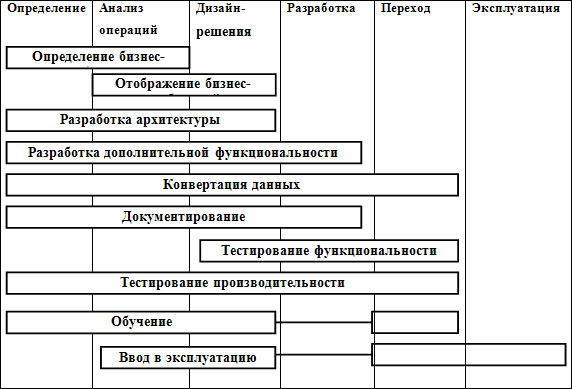 Определение Анализ Дизайн- Разработка Переход Эксплуатация
операций решения
Определение бизнес-
Отображение бизнес-
Разработка архитектуры
Разработка дополнительной функциональности
Конвертация данных
Документирование
Тестирование функциональности
Тестирование производительности
Обучение
Ввод в эксплуатацию